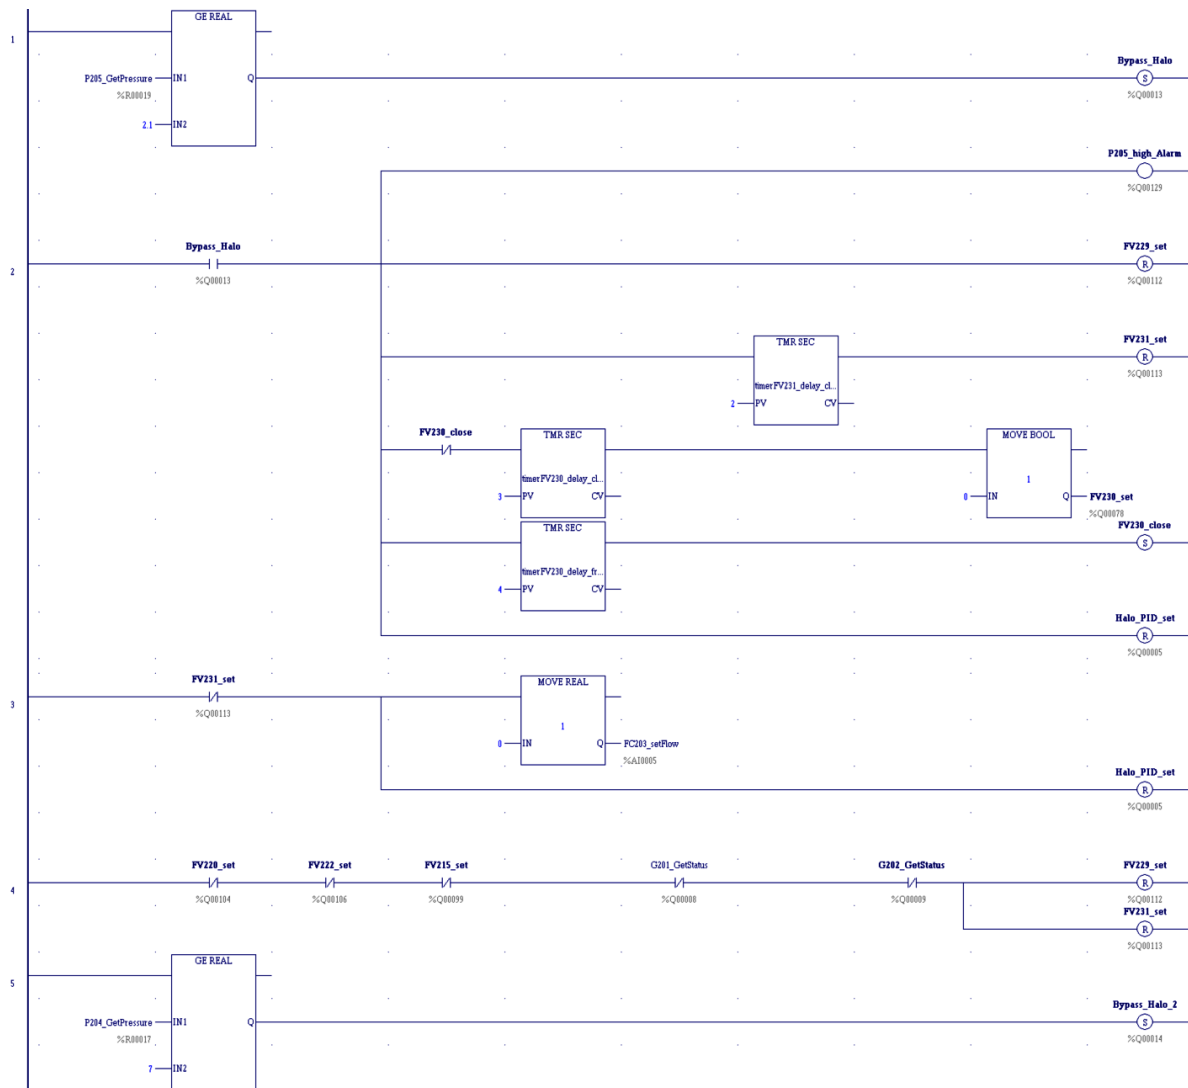 GE REAL
1
Bypass_Halo
P205_GetPressure IN1 Q S
%R00019 %Q00013
2.1 IN2
P205_high_Alarm
%Q00129
Bypass_Halo FV229_set
R
2
%Q00013 %Q00112
TMR SEC FV231_set
R
%Q00113
timerFV231_delay_cl...
2 PV CV
FV230_close TMR SEC MOVE BOOL
timerFV230_delay_cl... 1
3 PV CV 0 IN Q FV230_set
%Q00078
TMR SEC FV230_close
S
timerFV230_delay_fr...
4 PV CV
Halo_PID_set
R
%Q00005
FV231_set MOVE REAL
3
%Q00113
1
0 IN Q FC203_setFlow
%AI0005
Halo_PID_set
R
%Q00005
FV220_set FV222_set FV215_set G201_GetStatus G202_GetStatus FV229_set
4 R
%Q00104 %Q00106 %Q00099 %Q00008 %Q00009 %Q00112
FV231_set
R
%Q00113
GE REAL
5
Bypass_Halo_2
P204_GetPressure IN1 Q S
%R00017 %Q00014
7 IN2